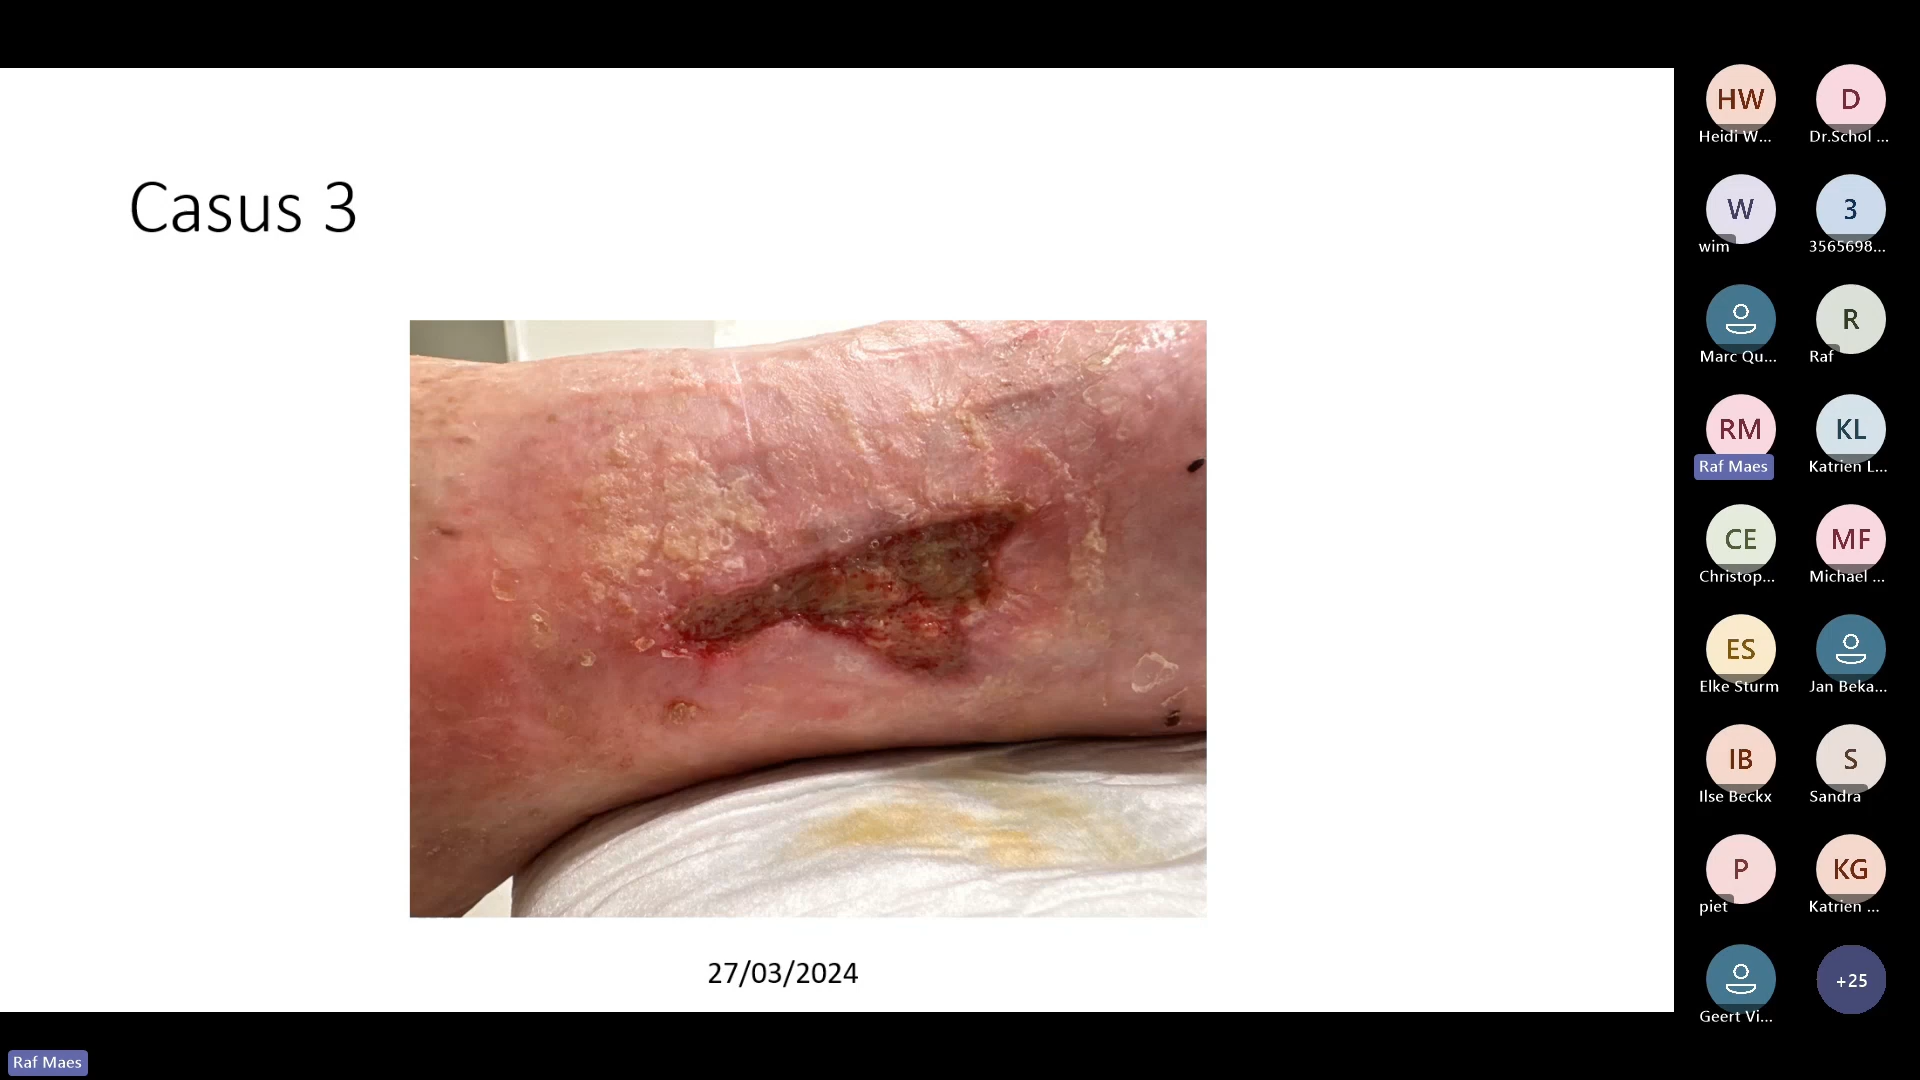 Casus 3
27/03/2024
HW
Heidi W...
D
Dr.Schol ...
W
wim
3
3565698...
Marc Qu...
R
Raf
RM
Raf Maes
KL
Katrien L...
CE
Christop...
MF
Michael ...
ES
Elke Sturm
Jan Beka...
IB
Ilse Beckx
S
Sandra
P
piet
KG
Katrien ...
Geert Vi...
+25
Raf Maes